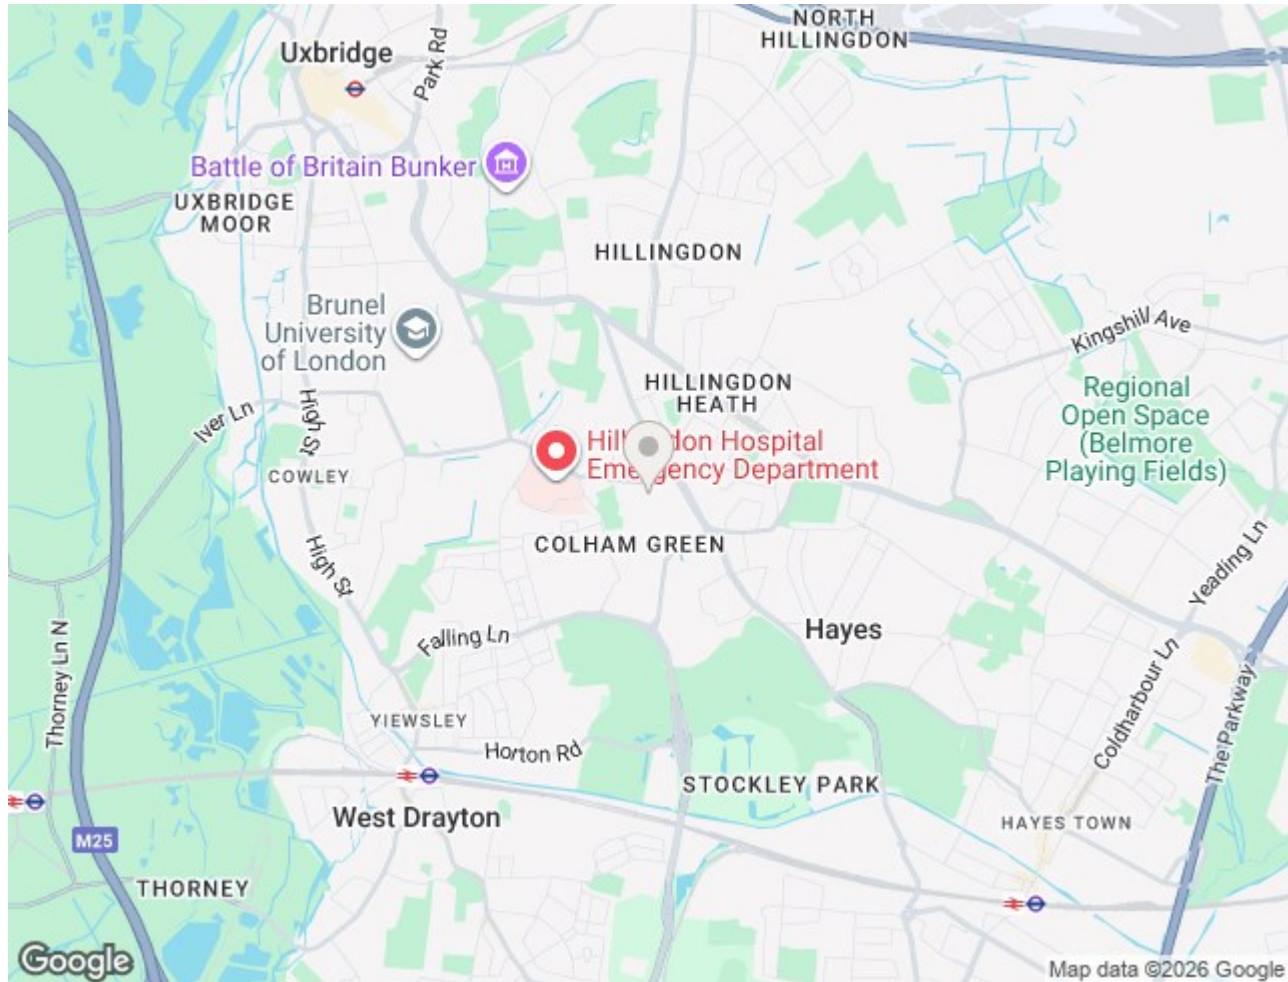 NORTH
HILLINGDON
Uxbridge
Park Rd
Battle of Britain Bunker
UXBRIDGE
MOOR
HILLINGDON
Brunel
University
of London
Kingshill Ave
HILLINGDON
HEATH
Regional
Open Space
(Belmore
Playing Fields)
Iver Ln
High St
Hillingdon Hospital
Emergency Department
COWLEY
COLHAM GREEN
High St
Yeading Ln
Falling Ln
Hayes
Thorney Ln N
Coldharbour Ln
The Parkway
YIEWSLEY
Horton Rd
STOCKLEY PARK
West Drayton
HAYES TOWN
M25
THORNEY
Google
Map data ©2026 Google